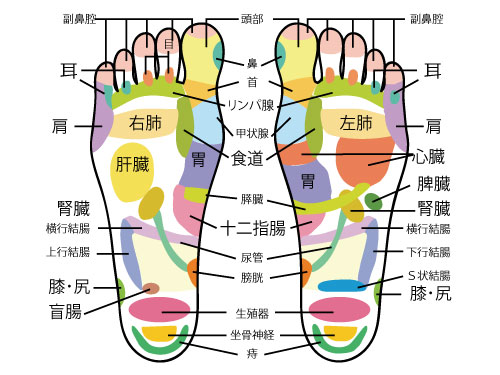 副鼻腔
頭部
副鼻腔
目
耳
鼻
耳
首
リンパ腺
肩
右肺
甲状腺
左肺
肩
肝臓
胃
食道
心臓
胃
脾臓
膵臓
腎臓
腎臓
横行結腸
十二指腸
横行結腸
上行結腸
尿管
下行結腸
膀胱
S状結腸
膝・尻
膝・尻
盲腸
生殖器
坐骨神経
痔